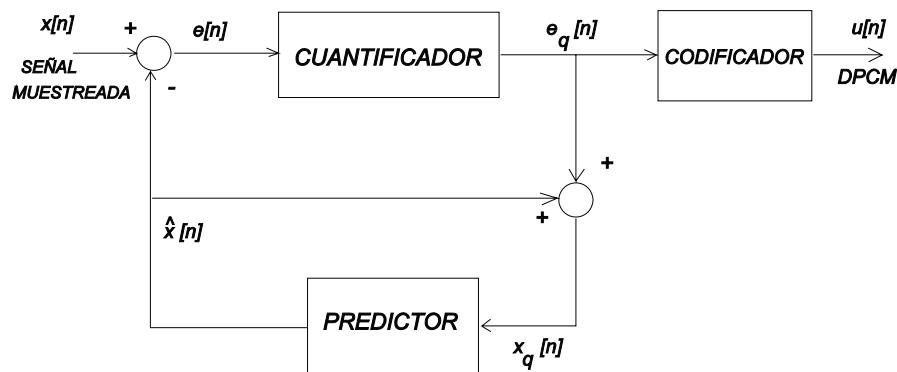 x[n]
+
e[n]
CUANTIFICADOR
e_q [n]
CODIFICADOR
u[n]
SEÑAL
MUESTREADA
-
DPCM
+
+
x̂ [n]
PREDICTOR
x_q [n]